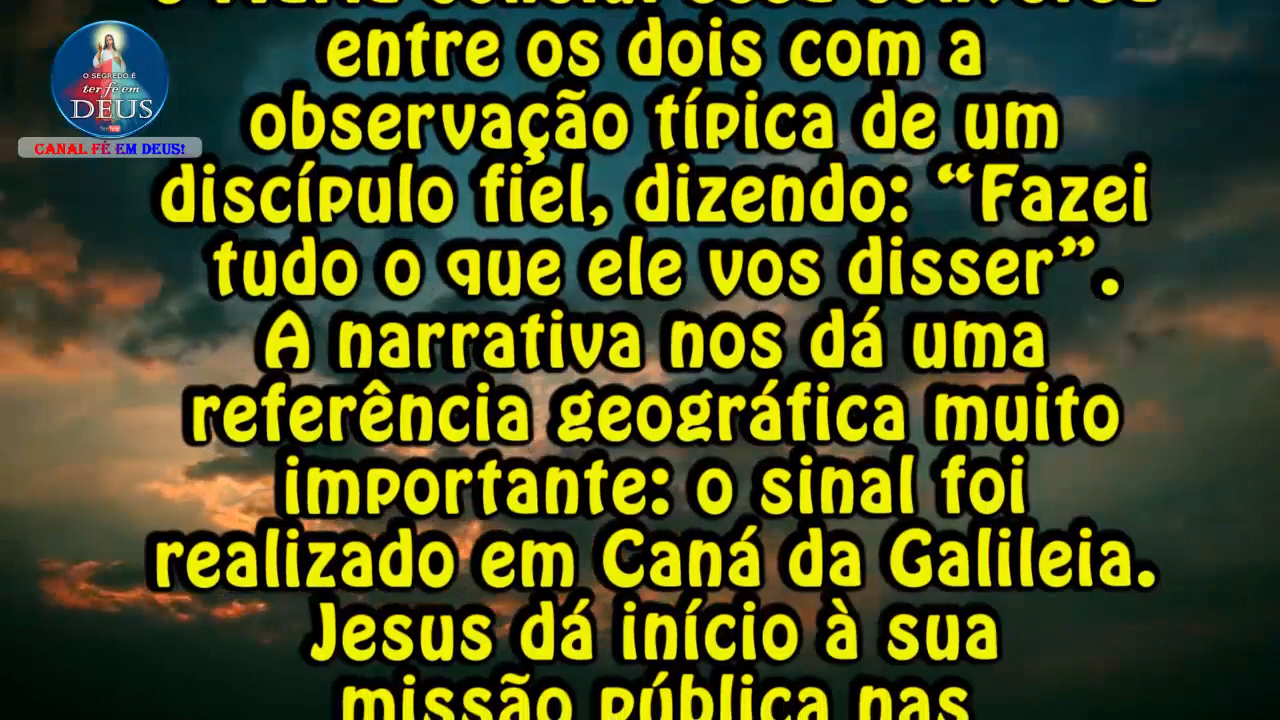 O SEGREDO É
ter fé em
DEUS
CANAL FÉ EM DEUS!
entre os dois com a
observação típica de um
discípulo fiel, dizendo: “Fazei
tudo o que ele vos disser”.
A narrativa nos dá uma
referência geográfica muito
importante: o sinal foi
realizado em Caná da Galileia.
Jesus dá início à sua
missão pública nas